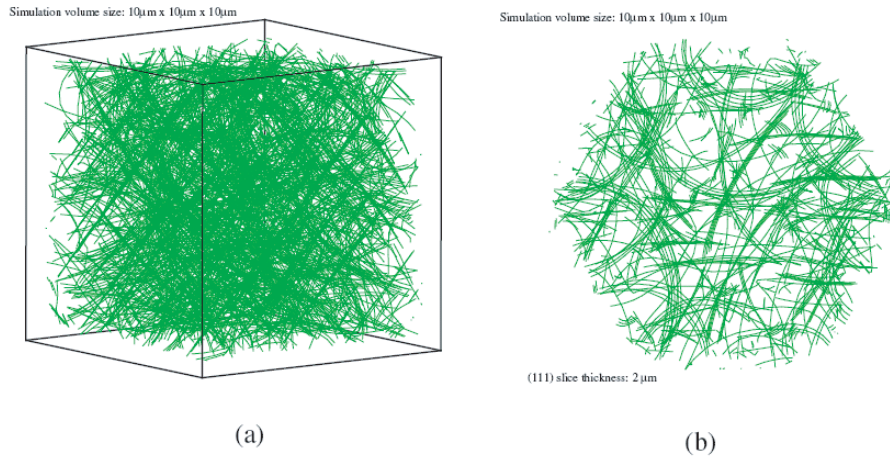 Simulation volume size: 10μm x 10μm x 10μm
Simulation volume size: 10μm x 10μm x 10μm
(111) slice thickness: 2 μm
(a)
(b)